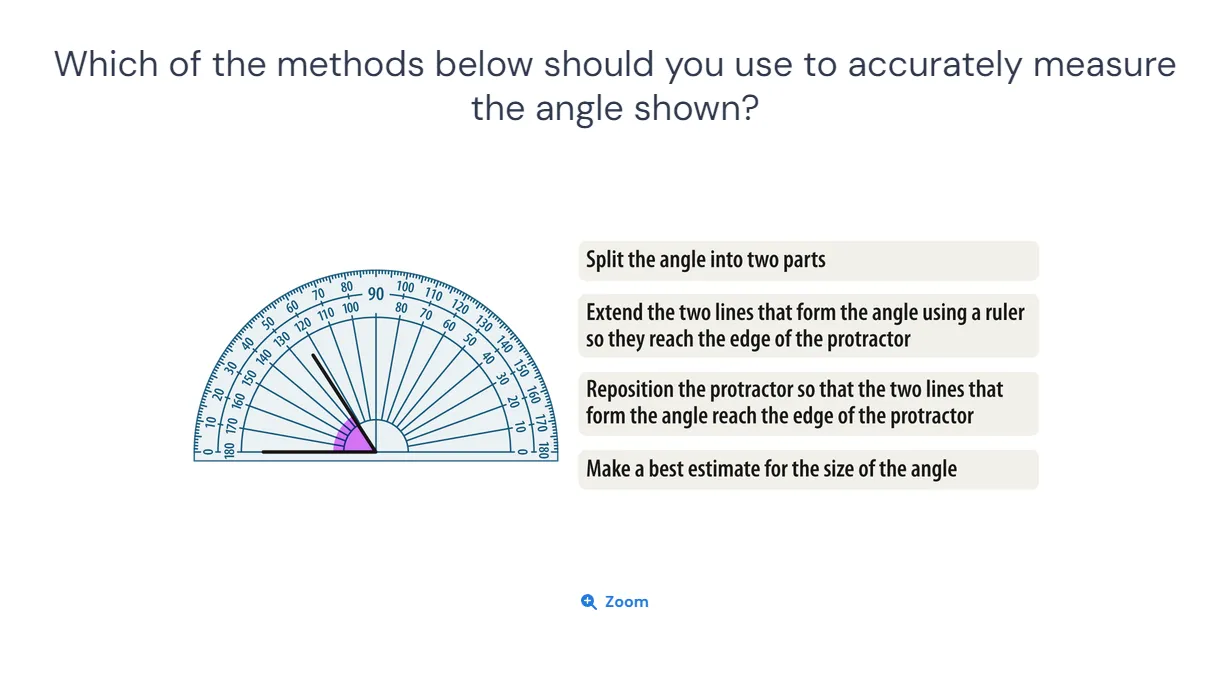 Which of the methods below should you use to accurately measure
the angle shown?
Split the angle into two parts
Extend the two lines that form the angle using a ruler
so they reach the edge of the protractor
Reposition the protractor so that the two lines that
form the angle reach the edge of the protractor
Make a best estimate for the size of the angle
0 10 20 30 40 50 60 70 80 90 100 110 120 130 140 150 160 170 180
180 170 160 150 140 130 120 110 100 80 70 60 50 40 30 20 10 0
Zoom